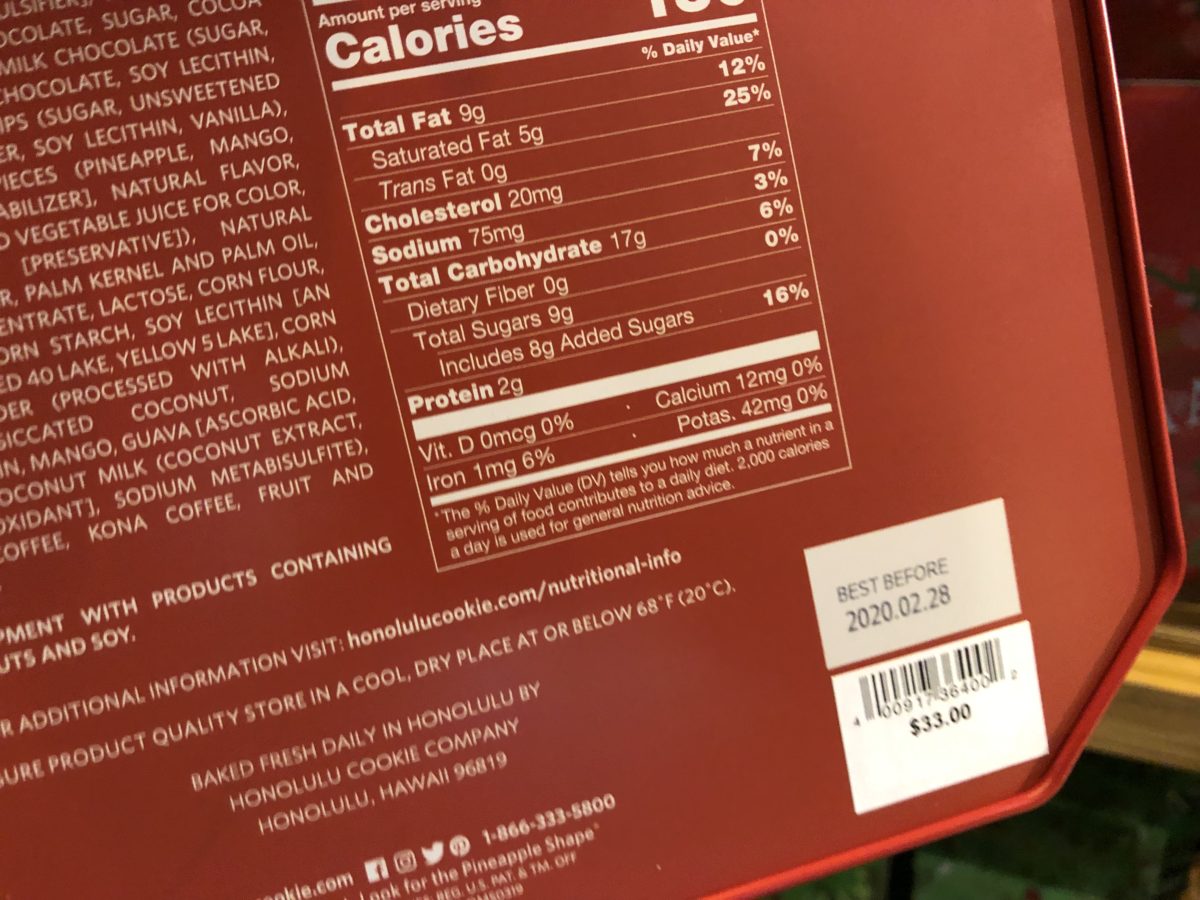 OCOLATE, SUGAR, COCOA
MILK CHOCOLATE (SUGAR,
CHOCOLATE, SOY LECITHIN,
IPS (SUGAR, UNSWEETENED
ER, SOY LECITHIN, VANILLA),
PIECES (PINEAPPLE, MANGO,
ABILIZER], NATURAL FLAVOR,
D VEGETABLE JUICE FOR COLOR,
[PRESERVATIVE]), NATURAL
R, PALM KERNEL AND PALM OIL,
ENTRATE, LACTOSE, CORN FLOUR,
ORN STARCH, SOY LECITHIN [AN
ED 40 LAKE, YELLOW 5 LAKE], CORN
DER (PROCESSED WITH ALKALI),
SICCATED COCONUT, SODIUM
IN, MANGO, GUAVA [ASCORBIC ACID,
OCONUT MILK (COCONUT EXTRACT,
OXIDANT], SODIUM METABISULFITE),
COFFEE, KONA COFFEE, FRUIT AND
PMENT WITH PRODUCTS CONTAINING
UTS AND SOY.
Amount per serving
Calories
% Daily Value*
Total Fat 9g 12%
Saturated Fat 5g 25%
Trans Fat 0g
Cholesterol 20mg 7%
Sodium 75mg 3%
Total Carbohydrate 17g 6%
Dietary Fiber 0g 0%
Total Sugars 9g
Includes 8g Added Sugars 16%
Protein 2g
Vit. D 0mcg 0% · Calcium 12mg 0%
Iron 1mg 6% · Potas. 42mg 0%
*The % Daily Value (DV) tells you how much a nutrient in a
serving of food contributes to a daily diet. 2,000 calories
a day is used for general nutrition advice.
R ADDITIONAL INFORMATION VISIT: honolulucookie.com/nutritional-info
SURE PRODUCT QUALITY STORE IN A COOL, DRY PLACE AT OR BELOW 68°F (20°C).
BAKED FRESH DAILY IN HONOLULU BY
HONOLULU COOKIE COMPANY
HONOLULU, HAWAII 96819
ookie.com 1-866-333-5800
Look for the Pineapple Shape
REG. U.S. PAT. & TM. OFF
BEST BEFORE
2020.02.28
4 00917 36400 2
$33.00